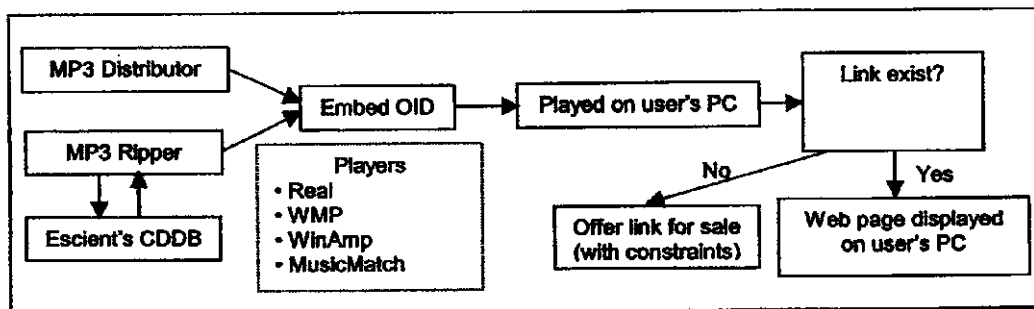 MP3 Distributor
MP3 Ripper
Escient's CDDB
Embed OID
Players
• Real
• WMP
• WinAmp
• MusicMatch
Played on user's PC
Link exist?
No
Yes
Offer link for sale
(with constraints)
Web page displayed
on user's PC